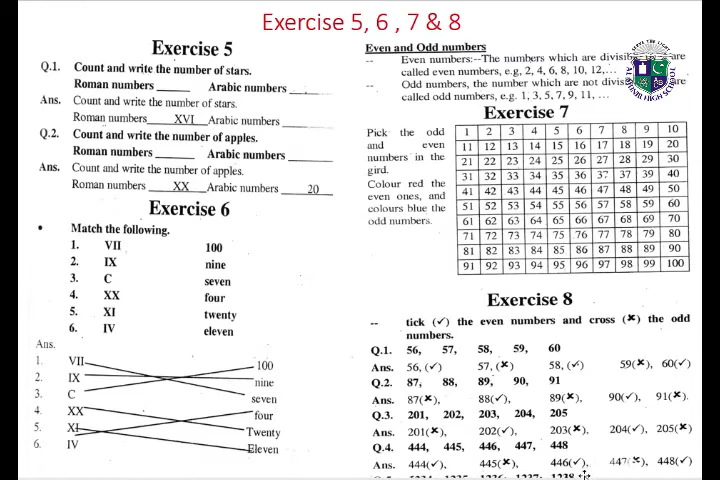 Exercise 5, 6 , 7 & 8
Exercise 5
Q.1. Count and write the number of stars.
Roman numbers ______ Arabic numbers ______
Ans. Count and write the number of stars.
Roman numbers XVI Arabic numbers ______
Q.2. Count and write the number of apples.
Roman numbers ______ Arabic numbers ______
Ans. Count and write the number of apples.
Roman numbers XX Arabic numbers 20
Exercise 6
• Match the following.
1. VII 100
2. IX nine
3. C seven
4. XX four
5. XI twenty
6. IV eleven
Ans.
1. VII 100
2. IX nine
3. C seven
4. XX four
5. XI Twenty
6. IV Eleven
Even and Odd numbers
-- Even numbers:--The numbers which are are
called even numbers, e.g, 2, 4, 6, 8, 10, 12,...
-- Odd numbers, the number which are not are
called odd numbers, e.g. 1, 3, 5, 7, 9, 11, ...
Exercise 7
Pick the odd
and even
numbers in the
gird.
Colour red the
even ones, and
colours blue the
odd numbers.
1 2 3 4 5 6 7 8 9 10
11 12 13 14 15 16 17 18 19 20
21 22 23 24 25 26 27 28 29 30
31 32 33 34 35 36 37 38 39 40
41 42 43 44 45 46 47 48 49 50
51 52 53 54 55 56 57 58 59 60
61 62 63 64 65 66 67 68 69 70
71 72 73 74 75 76 77 78 79 80
81 82 83 84 85 86 87 88 89 90
91 92 93 94 95 96 97 98 99 100
Exercise 8
-- tick (✓) the even numbers and cross (✗) the odd
numbers.
Q.1. 56, 57, 58, 59, 60
Ans. 56, (✓) 57, (✗) 58, (✓) 59(✗), 60(✓)
Q.2. 87, 88, 89, 90, 91
Ans. 87(✗), 88(✓), 89(✗) 90(✓), 91(✗).
Q.3. 201, 202, 203, 204, 205
Ans. 201(✗), 202(✓), 203(✗) 204(✓), 205(✗)
Q.4. 444, 445, 446, 447, 448
Ans. 444(✓), 445(✗), 446(✓), 447(✗), 448(✓)